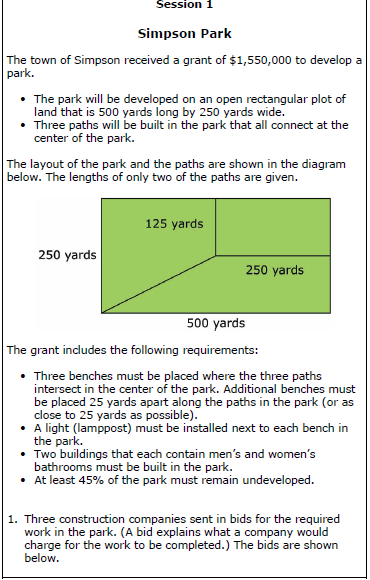 Session 1
Simpson Park
The town of Simpson received a grant of $1,550,000 to develop a
park.
• The park will be developed on an open rectangular plot of
land that is 500 yards long by 250 yards wide.
• Three paths will be built in the park that all connect at the
center of the park.
The layout of the park and the paths are shown in the diagram
below. The lengths of only two of the paths are given.
125 yards
250 yards
250 yards
500 yards
The grant includes the following requirements:
• Three benches must be placed where the three paths
intersect in the center of the park. Additional benches must
be placed 25 yards apart along the paths in the park (or as
close to 25 yards as possible).
• A light (lamppost) must be installed next to each bench in
the park.
• Two buildings that each contain men's and women's
bathrooms must be built in the park.
• At least 45% of the park must remain undeveloped.
1. Three construction companies sent in bids for the required
work in the park. (A bid explains what a company would
charge for the work to be completed.) The bids are shown
below.